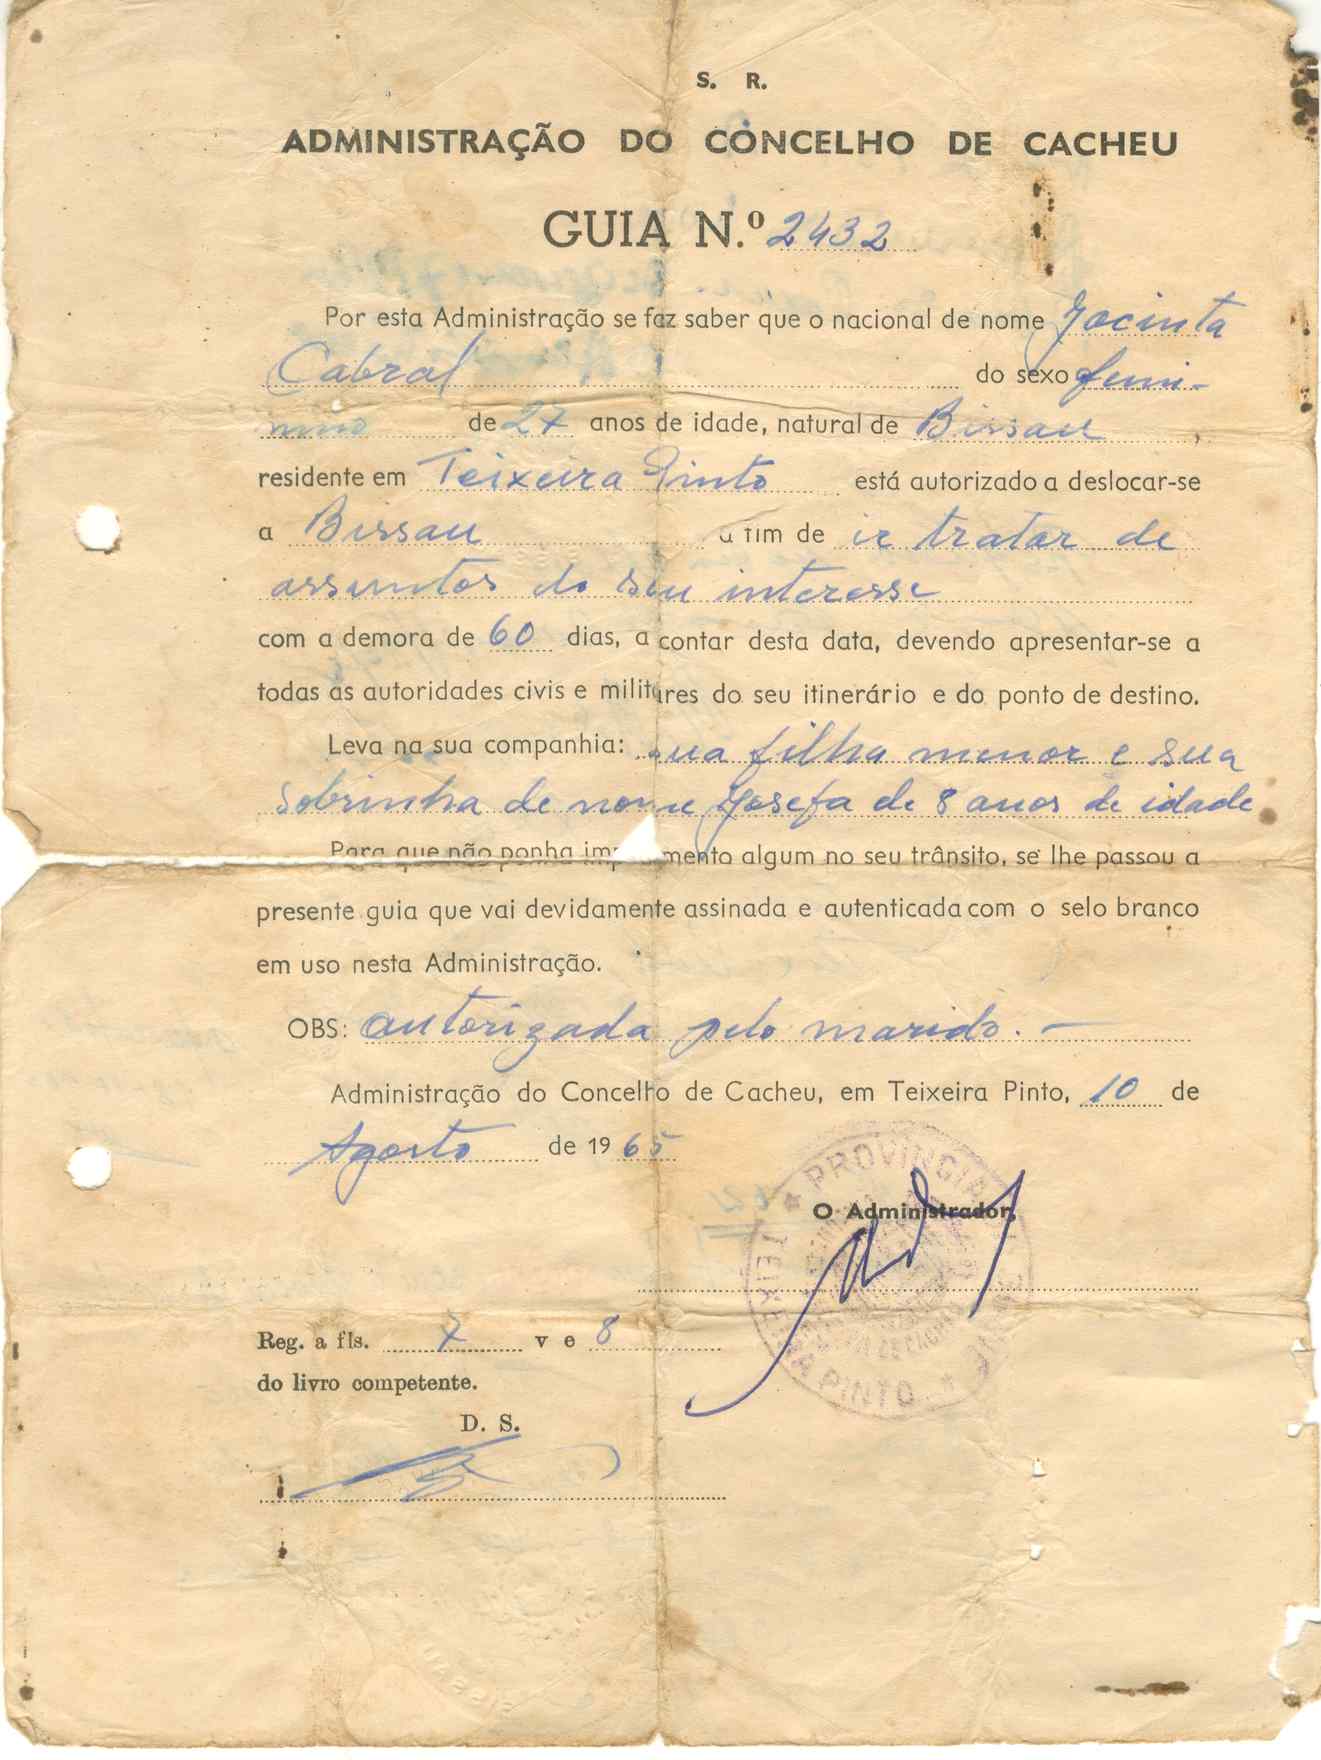 S. R.
ADMINISTRAÇÃO DO CONCELHO DE CACHEU
GUIA N.º 2432
Por esta Administração se faz saber que o nacional de nome Jacinta
Cabral do sexo femi-
nino de 27 anos de idade, natural de Bissau,
residente em Teixeira Pinto está autorizado a deslocar-se
a Bissau a fim de ir tratar de
assuntos do seu interesse
com a demora de 60 dias, a contar desta data, devendo apresentar-se a
todas as autoridades civis e militares do seu itinerário e do ponto de destino.
Leva na sua companhia: sua filha menor e sua
sobrinha de nome Josefa de 8 anos de idade
Para que não ponha impedimento algum no seu trânsito, se lhe passou a
presente guia que vai devidamente assinada e autenticada com o selo branco
em uso nesta Administração.
OBS: autorizada pelo marido. —
Administração do Concelho de Cacheu, em Teixeira Pinto, 10 de
Agosto de 1965
O Administrador,
PROVINCIA
TEIXEIRA PINTO
Reg. a fls. 7 v e 8
do livro competente.
D. S.